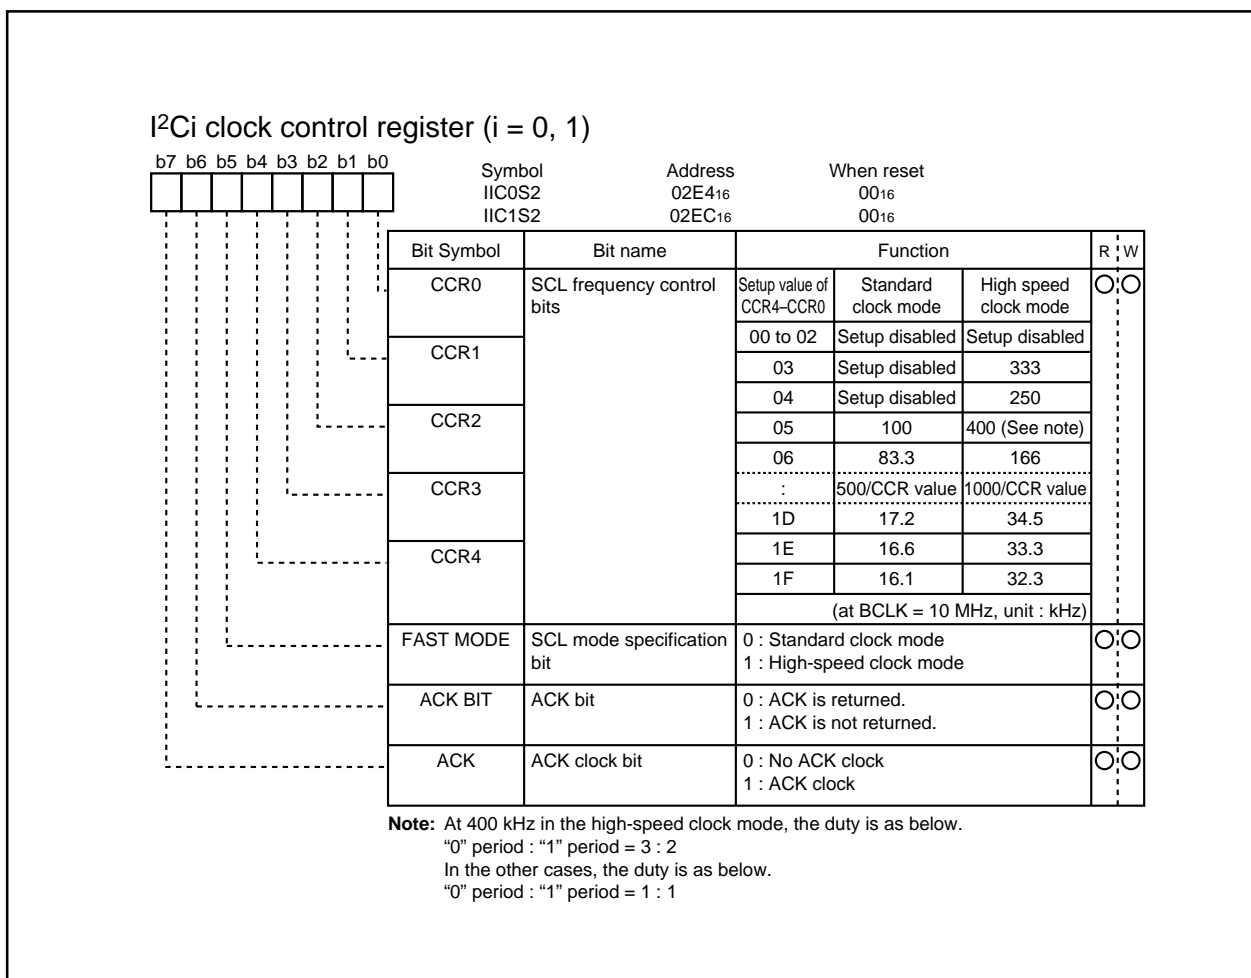 I2Ci clock control register (i = 0, 1)
b7 b6 b5 b4 b3 b2 b1 b0
Symbol Address When reset
IIC0S2 02E416 0016
IIC1S2 02EC16 0016
Bit Symbol Bit name Function R W
CCR0 SCL frequency control bits
Setup value of CCR4–CCR0 Standard clock mode High speed clock mode
00 to 02 Setup disabled Setup disabled
CCR1
03 Setup disabled 333
04 Setup disabled 250
CCR2
05 100 400 (See note)
06 83.3 166
CCR3
: 500/CCR value 1000/CCR value
1D 17.2 34.5
CCR4
1E 16.6 33.3
1F 16.1 32.3
(at BCLK = 10 MHz, unit : kHz)
FAST MODE SCL mode specification bit
0 : Standard clock mode
1 : High-speed clock mode
ACK BIT ACK bit 0 : ACK is returned.
1 : ACK is not returned.
ACK ACK clock bit 0 : No ACK clock
1 : ACK clock
Note: At 400 kHz in the high-speed clock mode, the duty is as below.
“0” period : “1” period = 3 : 2
In the other cases, the duty is as below.
“0” period : “1” period = 1 : 1